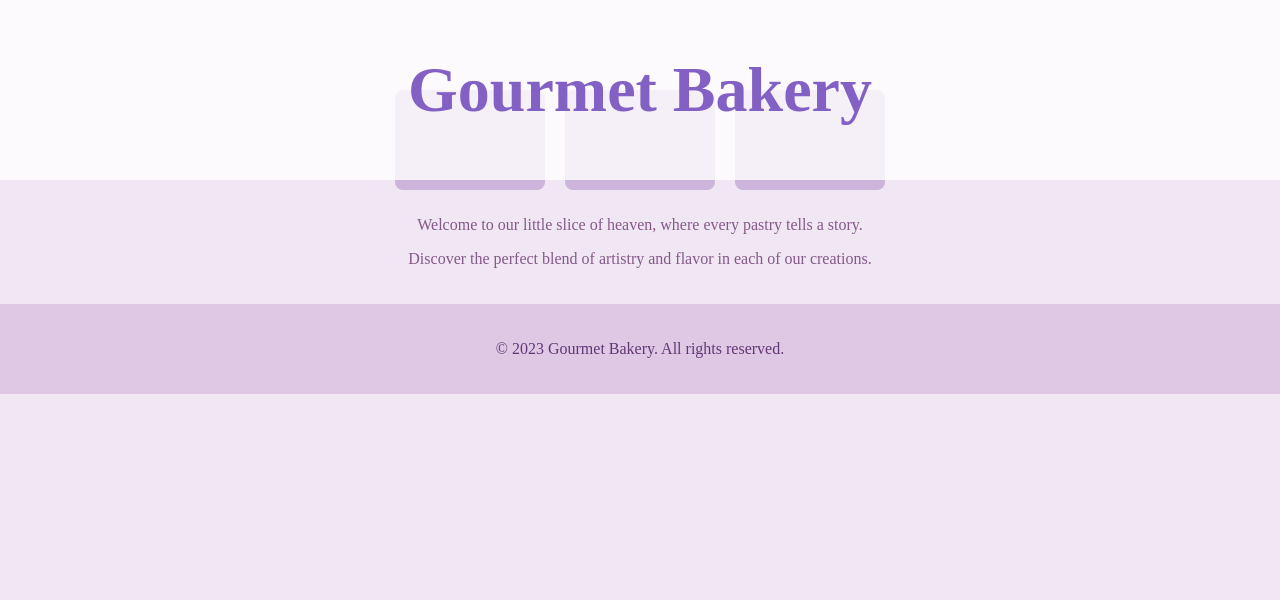 Gourmet Bakery
Welcome to our little slice of heaven, where every pastry tells a story.
Discover the perfect blend of artistry and flavor in each of our creations.
© 2023 Gourmet Bakery. All rights reserved.